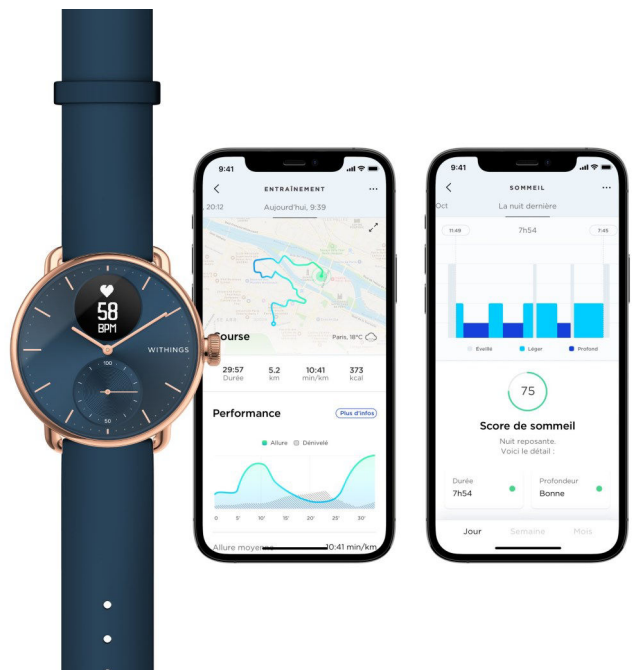 58
BPM
WITHINGS
100
50
9:41
ENTRAÎNEMENT
, 20:12
Aujourd'hui, 9:39
Course
Paris, 18°C
29:57
5.2
10:41
373
Durée
km
min/km
kcal
Performance
Plus d'infos
Allure
Dénivelé
0
5'
10'
15'
20'
25'
30'
Allure moyenne
10:41 min/km
9:41
SOMMEIL
Oct
La nuit dernière
11:49
7h54
7:45
Éveillé
Léger
Profond
75
Score de sommeil
Nuit reposante.
Voici le détail :
Durée
7h54
Profondeur
Bonne
Jour
Semaine
Mois